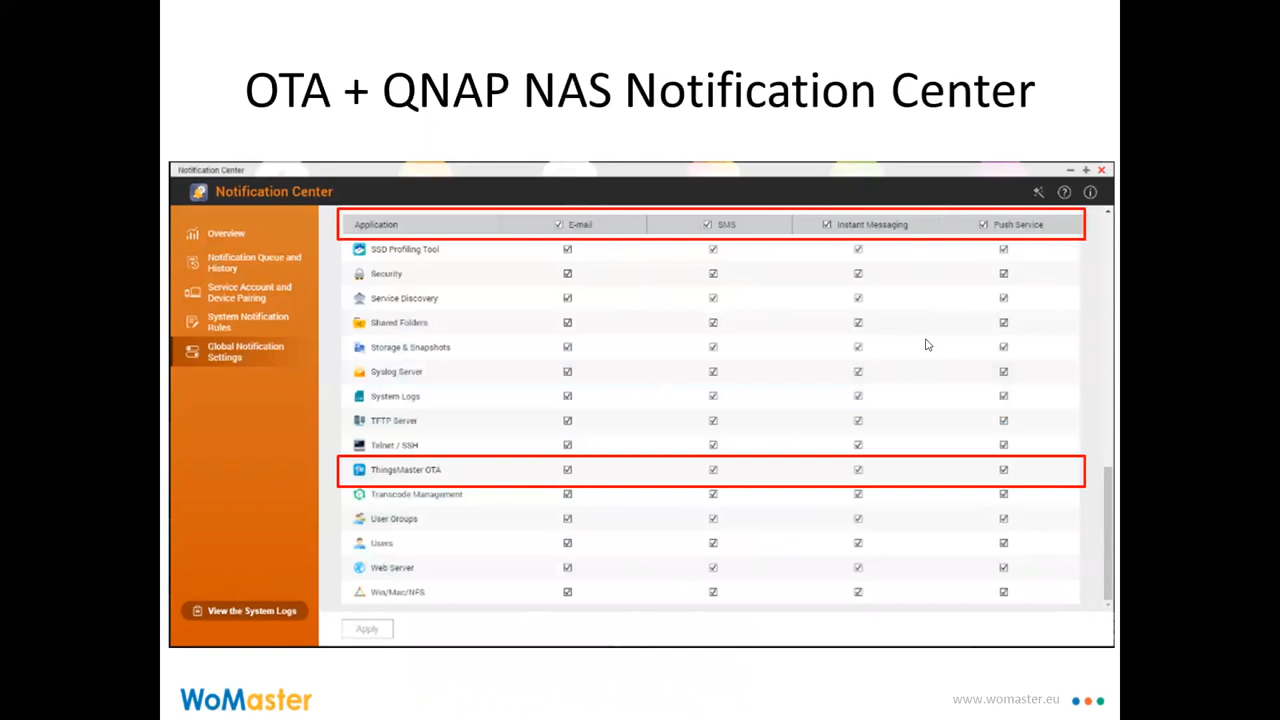 OTA + QNAP NAS Notification Center
Notification Center
Notification Center
Overview
Notification Queue and
History
Service Account and
Device Pairing
System Notification
Rules
Global Notification
Settings
View the System Logs
Application E-mail SMS Instant Messaging Push Service
SSD Profiling Tool
Security
Service Discovery
Shared Folders
Storage & Snapshots
Syslog Server
System Logs
TFTP Server
Telnet / SSH
ThingsMaster OTA
Transcode Management
User Groups
Users
Web Server
Win/Mac/NFS
Apply
WoMaster
www.womaster.eu